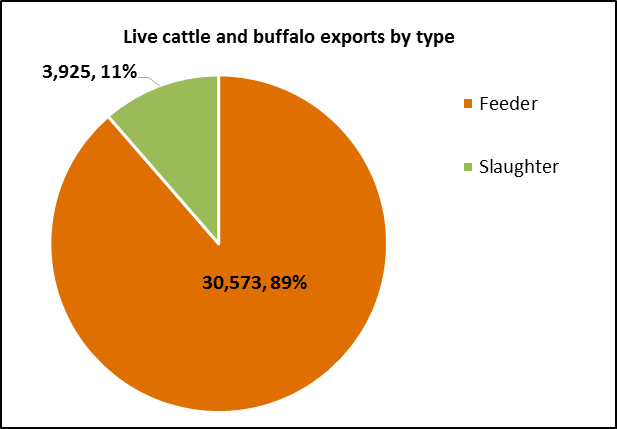 Live cattle and buffalo exports by type
3,925, 11%
Feeder
Slaughter
30,573, 89%